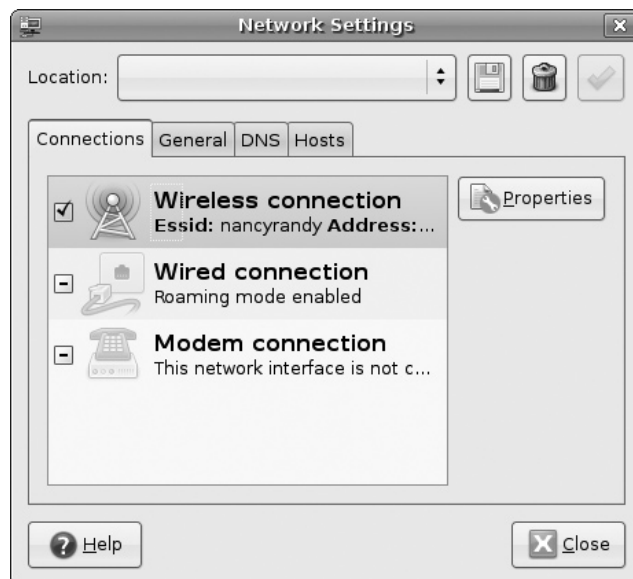 Network Settings
Location:
Connections General DNS Hosts
Wireless connection
Essid: nancyrandy Address:...
Properties
Wired connection
Roaming mode enabled
Modem connection
This network interface is not c...
Help
Close